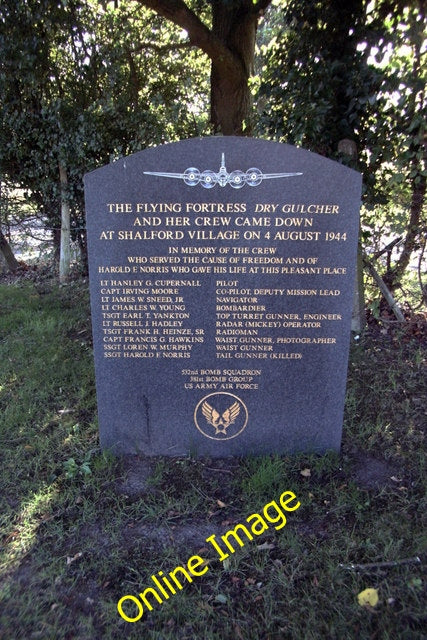 THE FLYING FORTRESS DRY GULCHER
AND HER CREW CAME DOWN
AT SHALFORD VILLAGE ON 4 AUGUST 1944
IN MEMORY OF THE CREW
WHO SERVED THE CAUSE OF FREEDOM AND OF
HAROLD E NORRIS WHO GAVE HIS LIFE AT THIS PLEASANT PLACE
LT HANLEY G. CUPERNALL PILOT
CAPT IRVING MOORE CO-PILOT, DEPUTY MISSION LEAD
LT JAMES W. SNEED, JR NAVIGATOR
LT CHARLES W. YOUNG BOMBARDIER
TSGT EARL T. YANKTON TOP TURRET GUNNER, ENGINEER
LT RUSSELL J. HADLEY RADAR (MICKEY) OPERATOR
TSGT FRANK H. HEINZE, SR RADIOMAN
CAPT FRANCIS G. HAWKINS WAIST GUNNER, PHOTOGRAPHER
SSGT LOREN W. MURPHY WAIST GUNNER
SSGT HAROLD E NORRIS TAIL GUNNER (KILLED)
532nd BOMB SQUADRON
381st BOMB GROUP
US ARMY AIR FORCE
Online Image